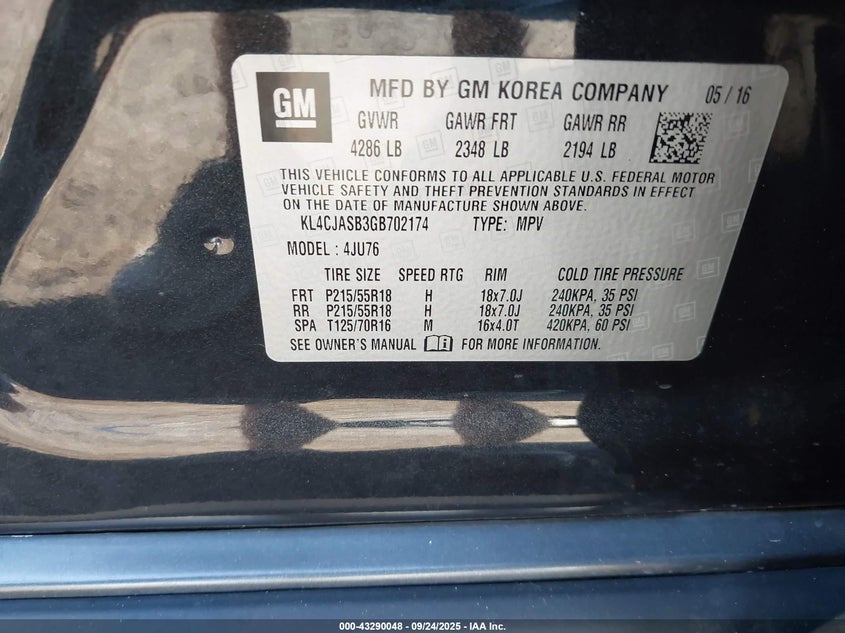 GM
MFD BY GM KOREA COMPANY 05 / 16
GVWR GAWR FRT GAWR RR
4286 LB 2348 LB 2194 LB
THIS VEHICLE CONFORMS TO ALL APPLICABLE U.S. FEDERAL MOTOR
VEHICLE SAFETY AND THEFT PREVENTION STANDARDS IN EFFECT
ON THE DATE OF MANUFACTURE SHOWN ABOVE.
KL4CJASB3GB702174 TYPE: MPV
MODEL : 4JU76
TIRE SIZE SPEED RTG RIM COLD TIRE PRESSURE
FRT P215/55R18 H 18x7.0J 240KPA, 35 PSI
RR P215/55R18 H 18x7.0J 240KPA, 35 PSI
SPA T125/70R16 M 16x4.0T 420KPA, 60 PSI
SEE OWNER'S MANUAL FOR MORE INFORMATION.
000-43290048 - 09/24/2025 - IAA Inc.